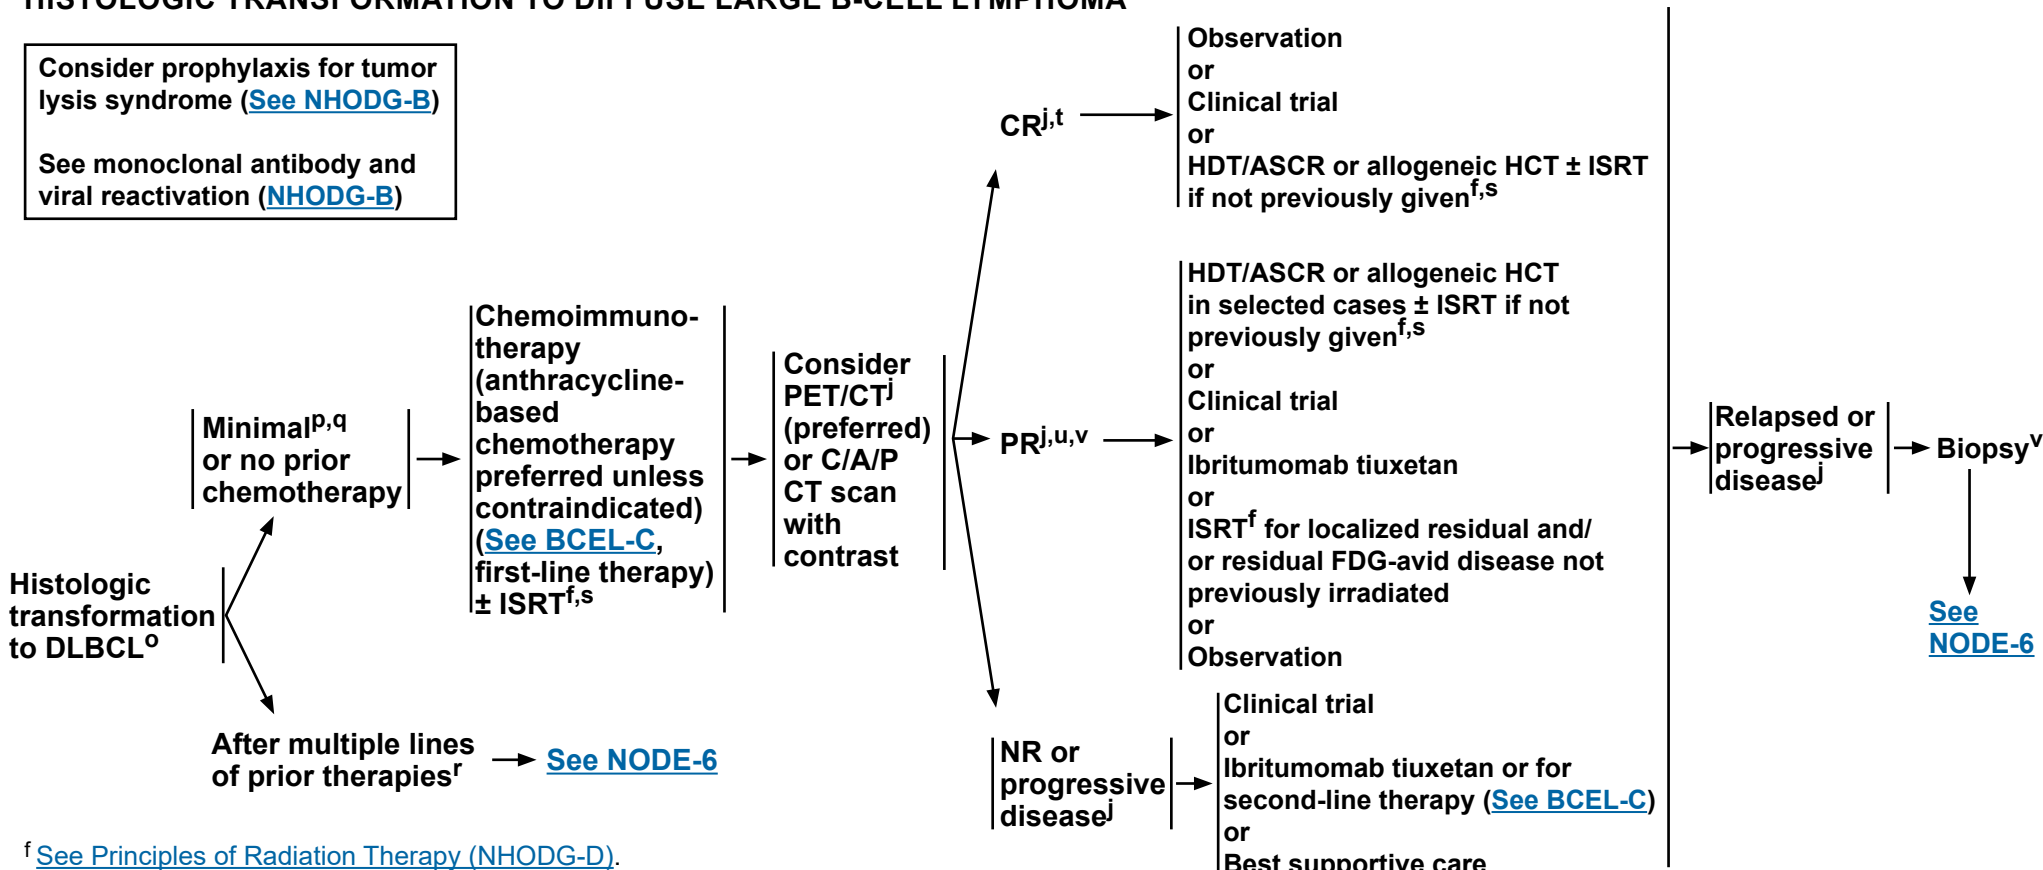 HISTOLOGIC TRANSFORMATION TO DIFFUSE LARGE B-CELL LYMPHOMA
Consider prophylaxis for tumor
lysis syndrome (See NHODG-B)
See monoclonal antibody and
viral reactivation (NHODG-B)
Histologic
transformation
to DLBCLo
Minimalp,q
or no prior
chemotherapy
After multiple lines
of prior therapiesr
See NODE-6
Chemoimmuno-
therapy
(anthracycline-
based
chemotherapy
preferred unless
contraindicated)
(See BCEL-C,
first-line therapy)
± ISRTf,s
Consider
PET/CTj
(preferred)
or C/A/P
CT scan
with
contrast
CRj,t
Observation
or
Clinical trial
or
HDT/ASCR or allogeneic HCT ± ISRT
if not previously givenf,s
PRj,u,v
HDT/ASCR or allogeneic HCT
in selected cases ± ISRT if not
previously givenf,s
or
Clinical trial
or
Ibritumomab tiuxetan
or
ISRTf for localized residual and/
or residual FDG-avid disease not
previously irradiated
or
Observation
NR or
progressive
diseasej
Clinical trial
or
Ibritumomab tiuxetan or for
second-line therapy (See BCEL-C)
or
Best supportive care
Relapsed or
progressive
diseasej
Biopsyv
See
NODE-6
f See Principles of Radiation Therapy (NHODG-D).